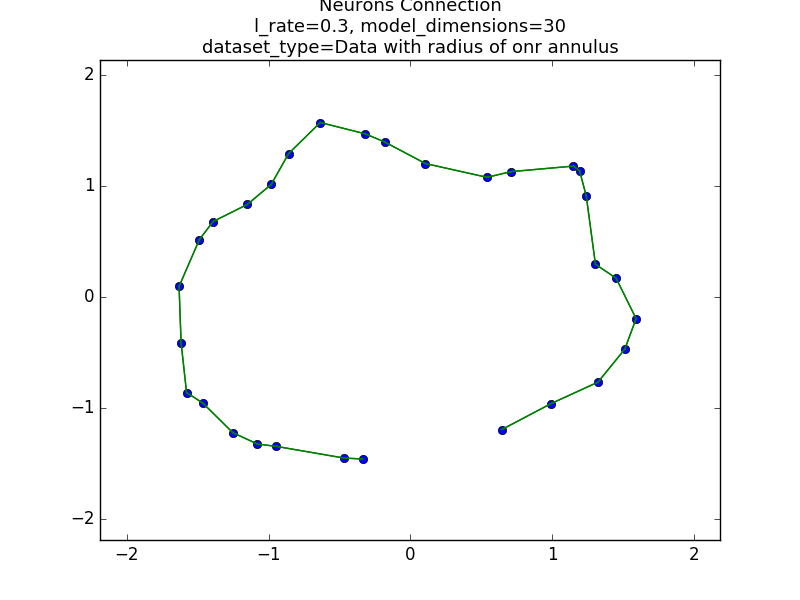 Neurons Connection
l_rate=0.3, model_dimensions=30
dataset_type=Data with radius of onr annulus
2
1
0
−1
−2
−2 −1 0 1 2